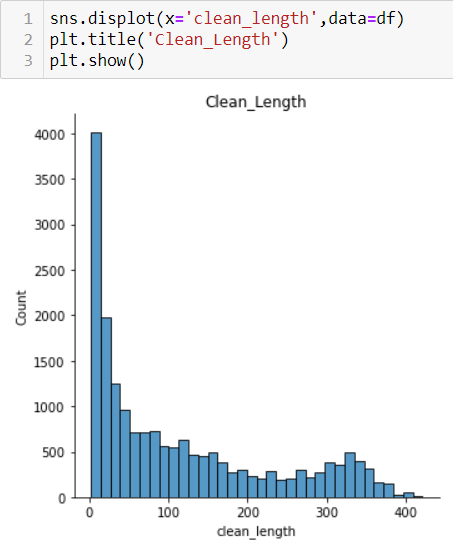 1 sns.displot(x='clean_length',data=df)
2 plt.title('Clean_Length')
3 plt.show()
Clean_Length
4000
3500
3000
2500
2000
1500
1000
500
0
Count
0 100 200 300 400
clean_length